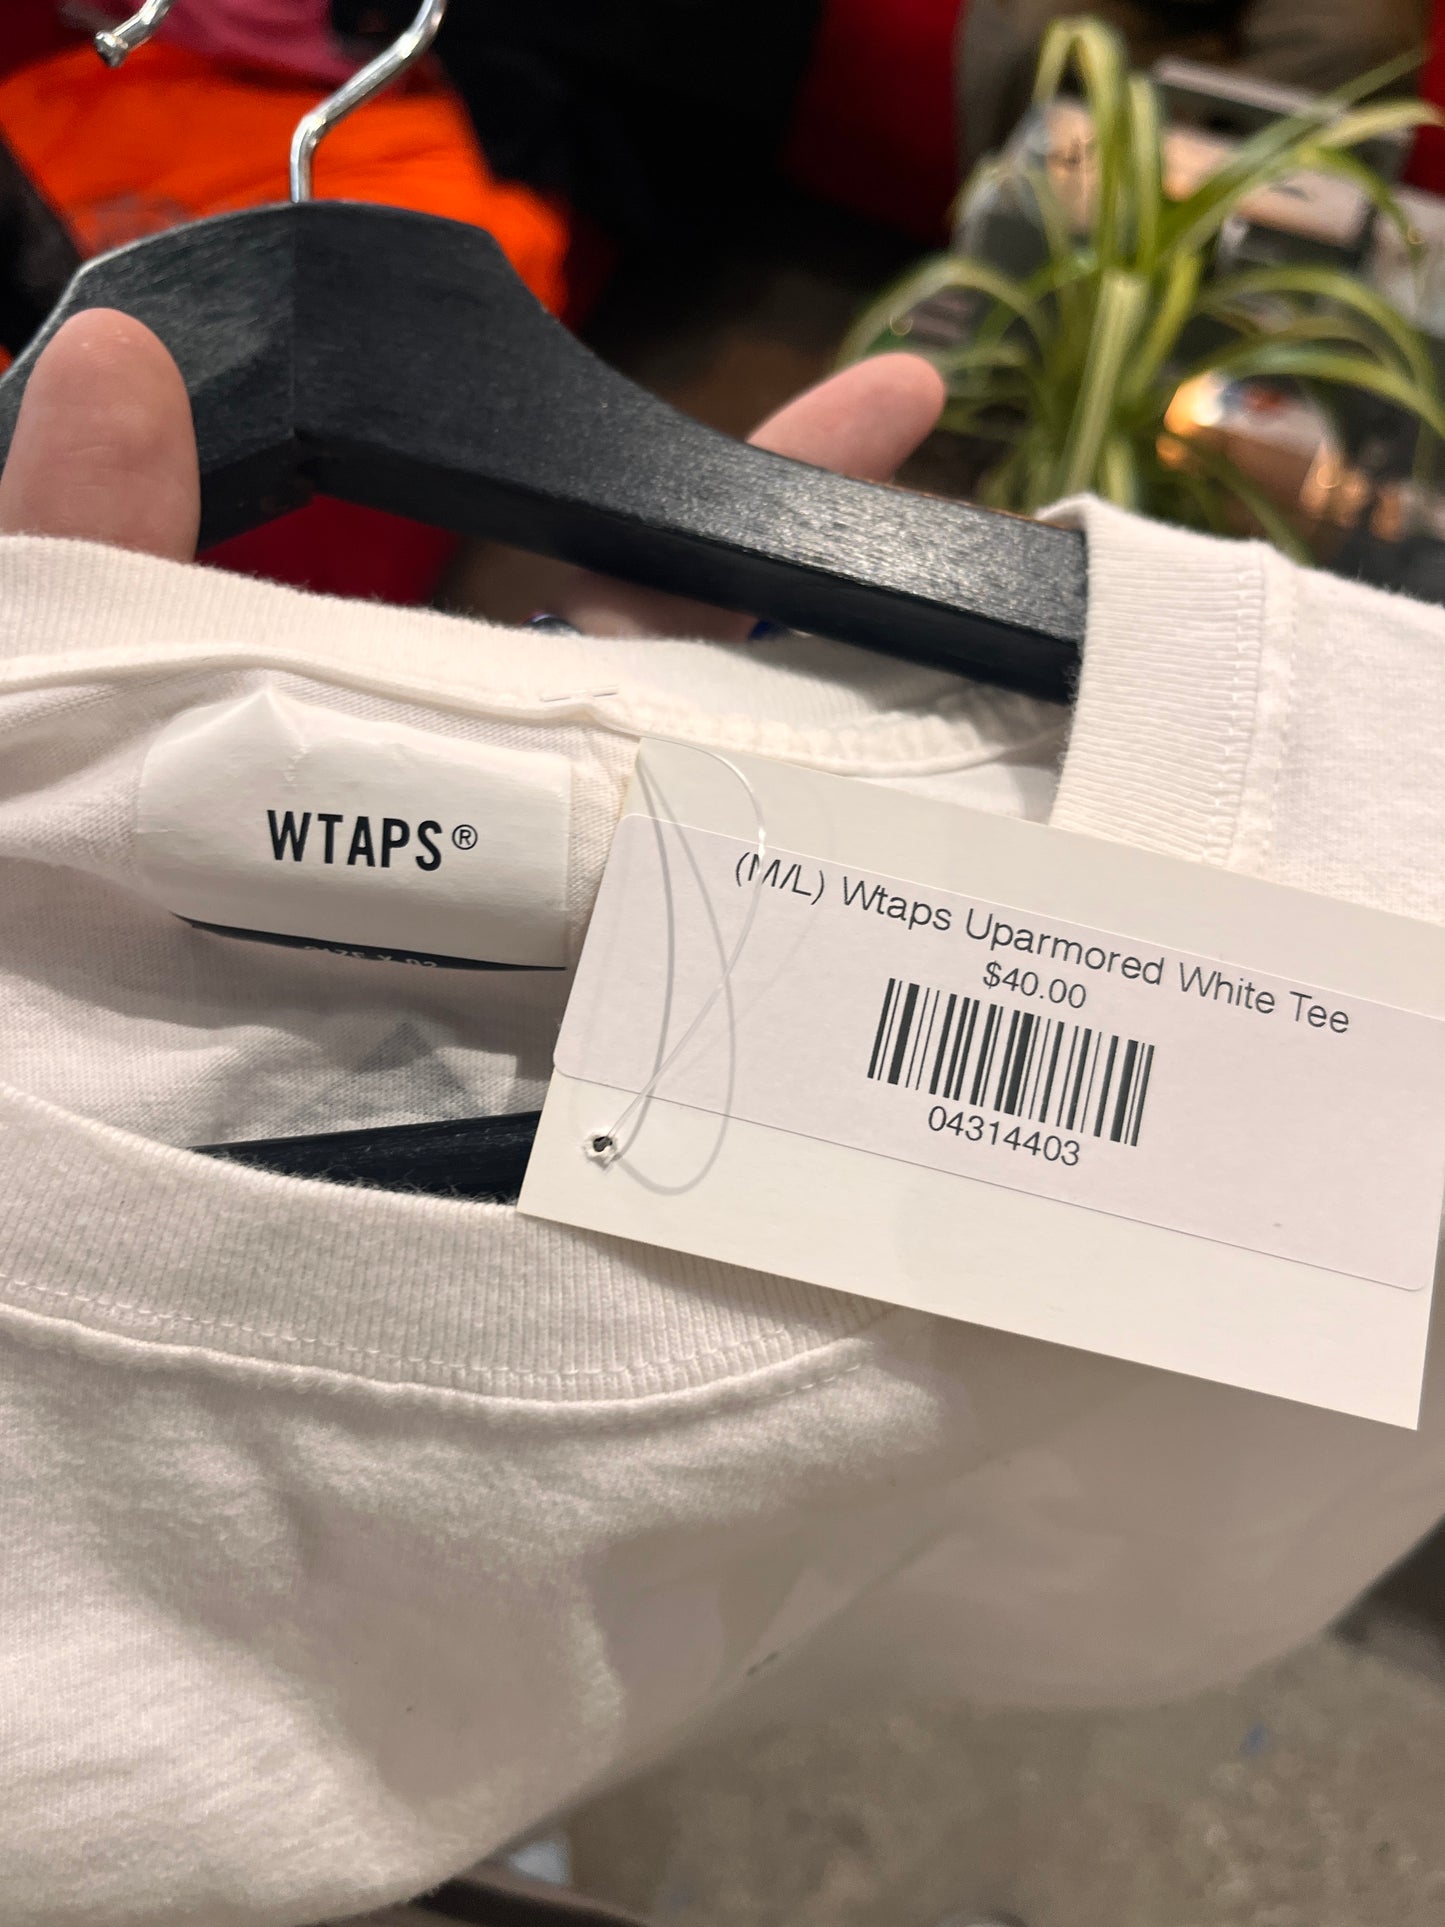 WTAPS®
(M/L) Wtaps Uparmored White Tee
$40.00
04314403